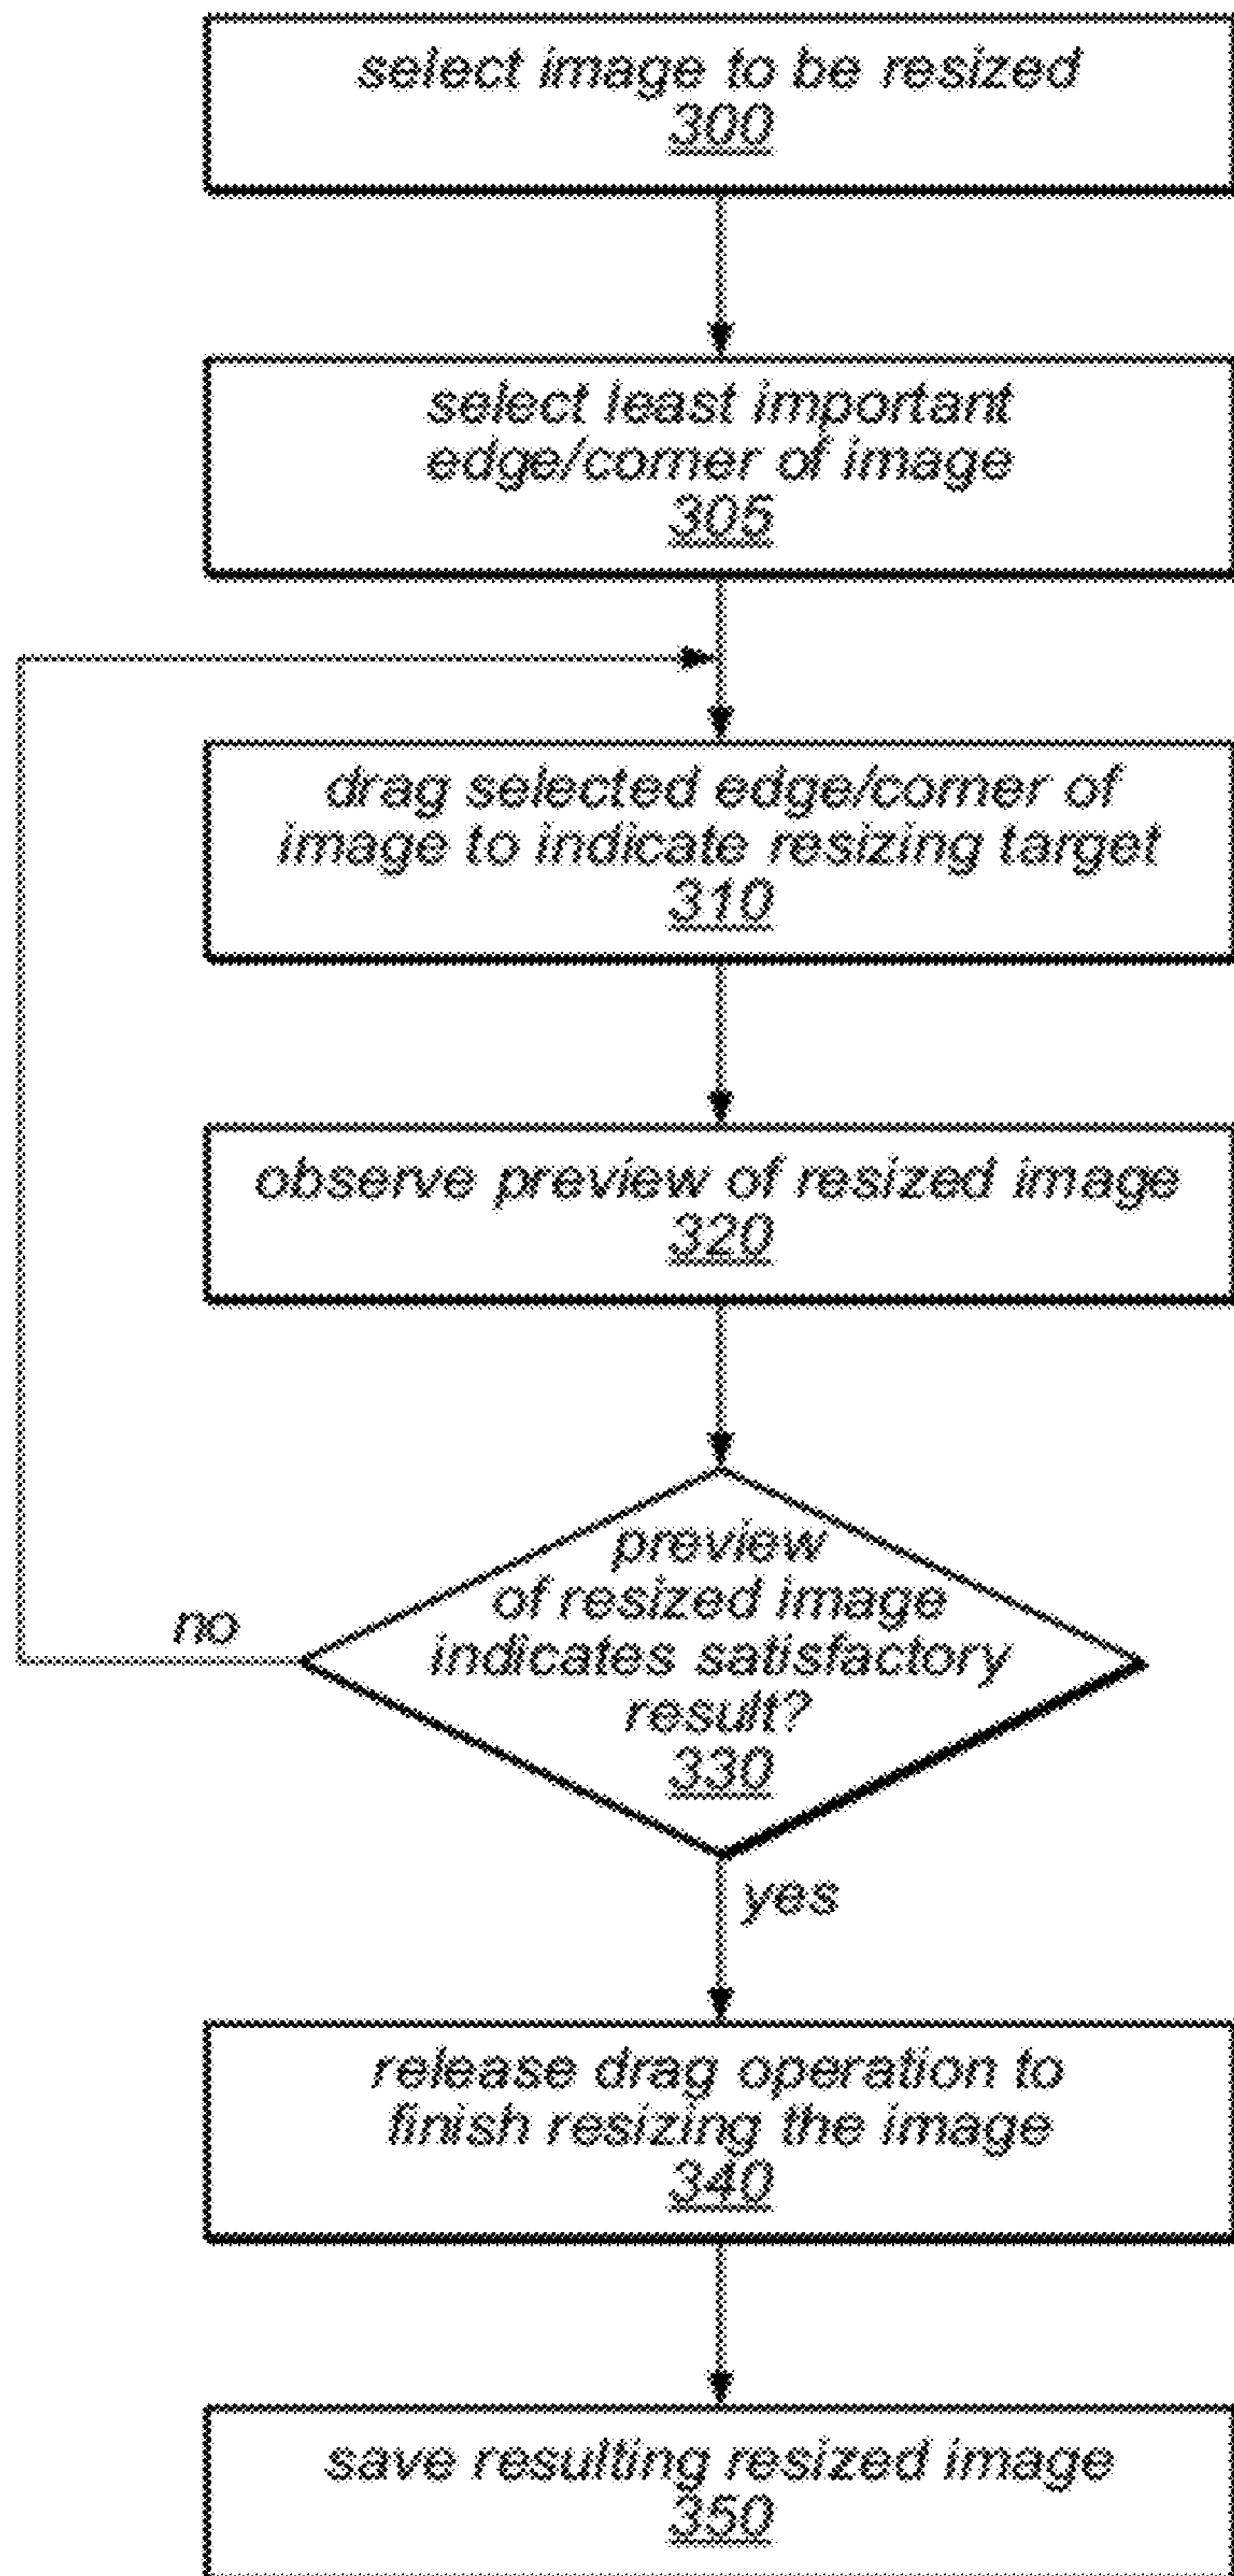 select image to be resized
300
select least important
edge/corner of image
305
drag selected edge/corner of
image to indicate resizing target
310
observe preview of resized image
320
preview
of resized image
indicates satisfactory
result?
330
no
yes
release drag operation to
finish resizing the image
340
save resulting resized image
350